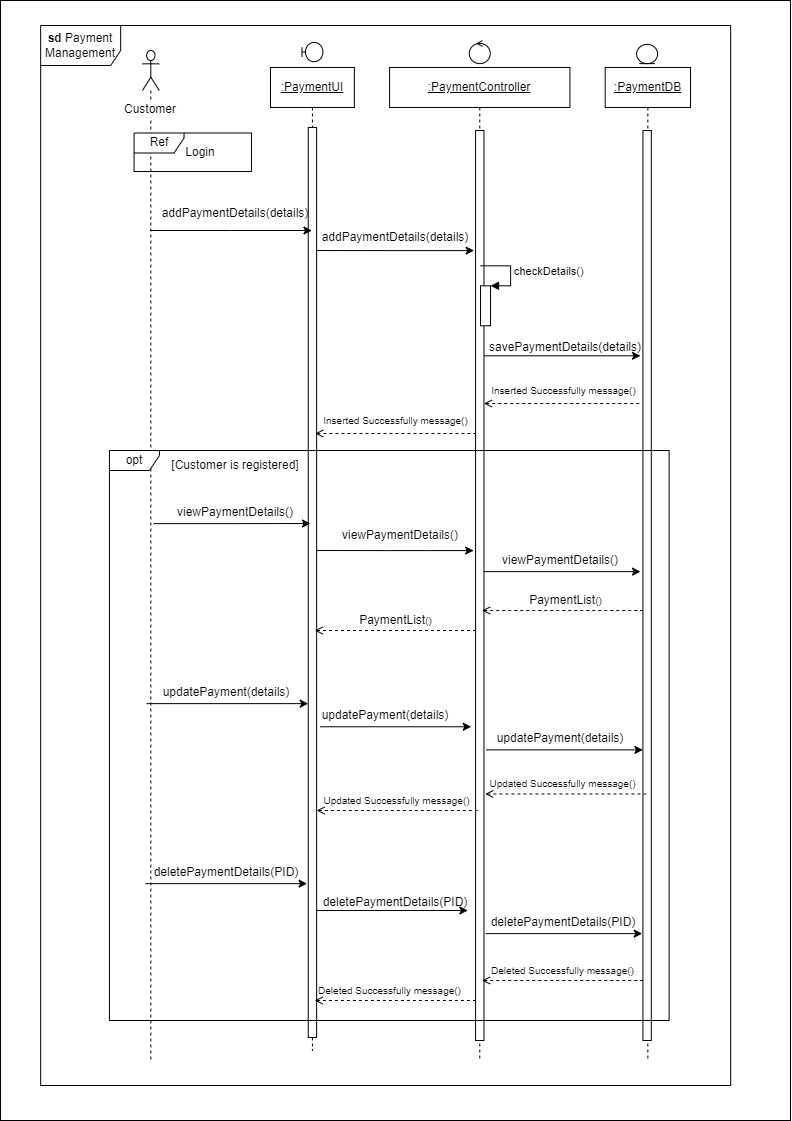 sd Payment
Management
Customer
:PaymentUI
:PaymentController
:PaymentDB
Ref
Login
addPaymentDetails(details)
addPaymentDetails(details)
checkDetails()
savePaymentDetails(details)
Inserted Successfully message()
Inserted Successfully message()
opt
[Customer is registered]
viewPaymentDetails()
viewPaymentDetails()
viewPaymentDetails()
PaymentList()
PaymentList()
updatePayment(details)
updatePayment(details)
updatePayment(details)
Updated Successfully message()
Updated Successfully message()
deletePaymentDetails(PID)
deletePaymentDetails(PID)
deletePaymentDetails(PID)
Deleted Successfully message()
Deleted Successfully message()